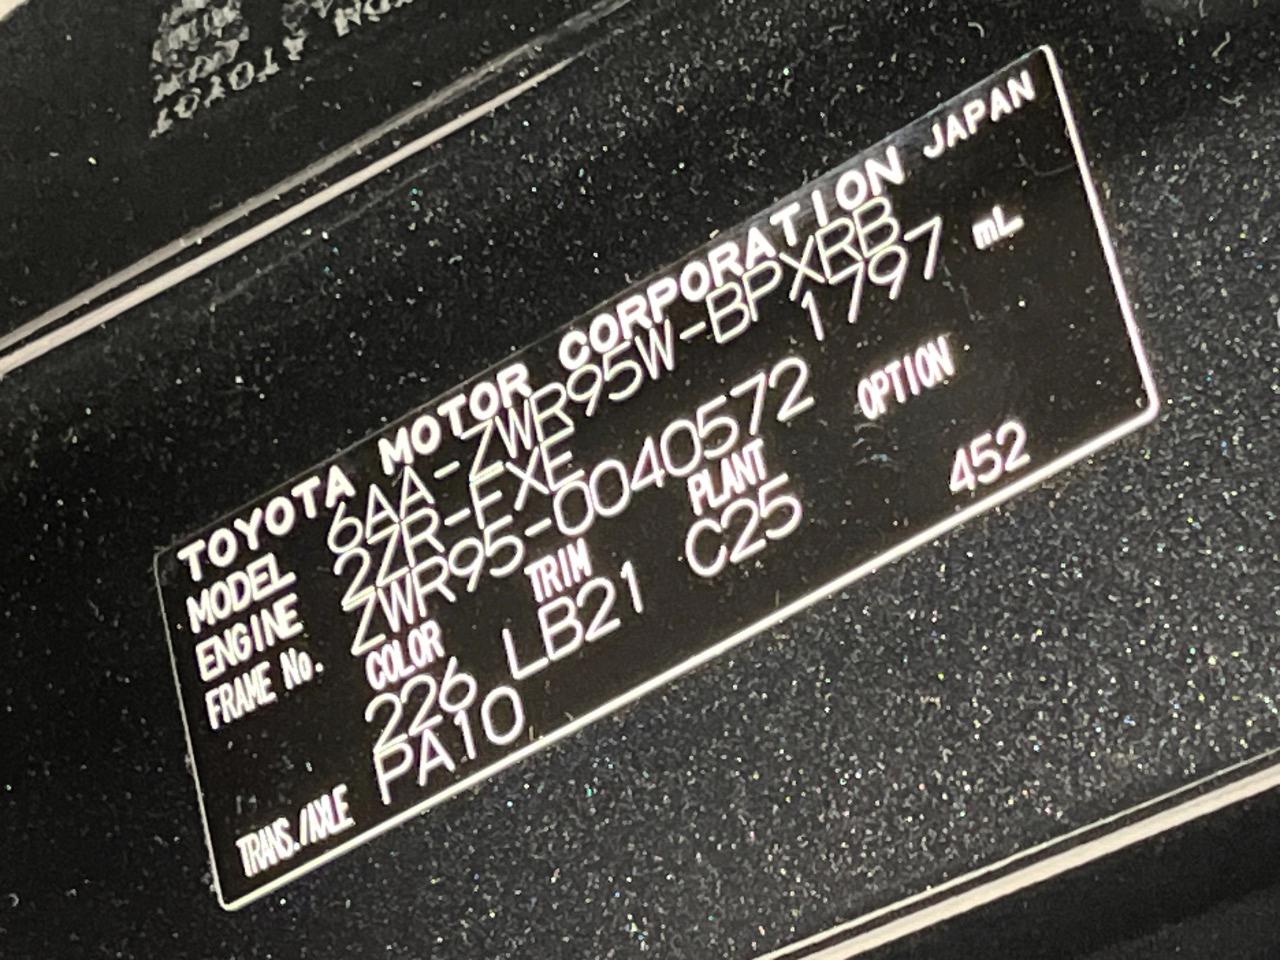 TOYOTA MOTOR CORPORATION JAPAN
MODEL 6AA-ZWR95W-BPXRB
ENGINE 2ZR-FXE 1797 mL
FRAME No. ZWR95-0040572
COLOR TRIM PLANT OPTION
226 LB21 C25 452
TRANS./AXLE PA10